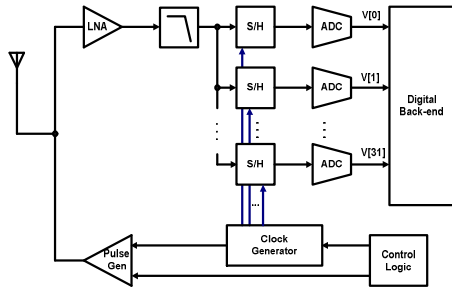 LNA
S/H
ADC
V[0]
S/H
ADC
V[1]
Digital
Back-end
S/H
ADC
V[31]
...
Pulse
Gen
Clock
Generator
Control
Logic